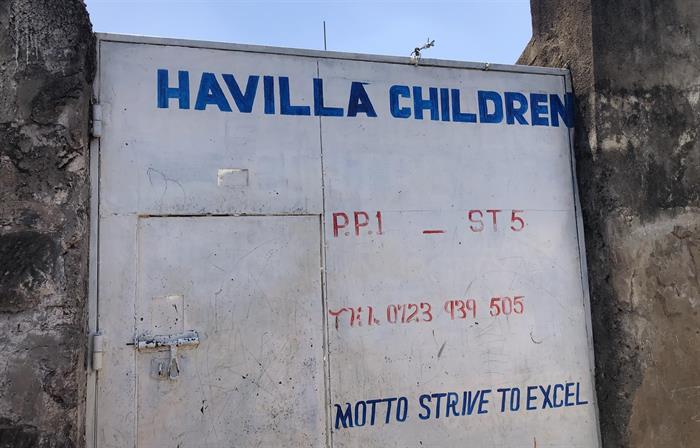 HAVILLA CHILDREN
P.P.1 _ ST 5
TEL. 0723 939 505
MOTTO STRIVE TO EXCEL